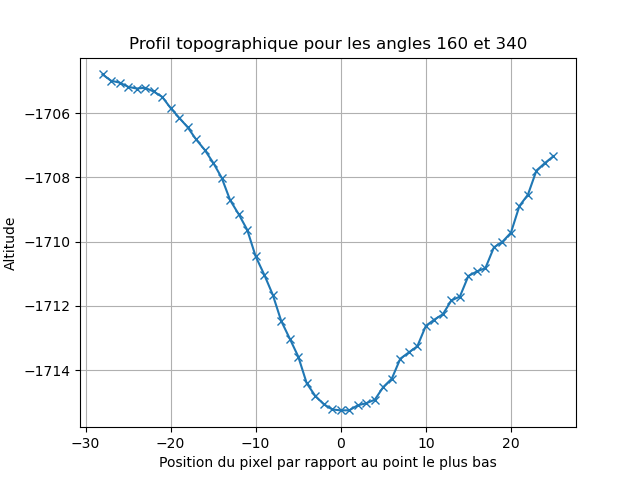 Profil topographique pour les angles 160 et 340
Altitude
−1706
−1708
−1710
−1712
−1714
−30 −20 −10 0 10 20
Position du pixel par rapport au point le plus bas